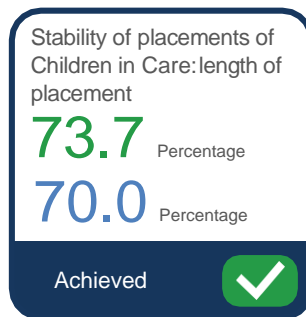 Stability of placements of
Children in Care:length of
placement
73.7 Percentage
70.0 Percentage
Achieved